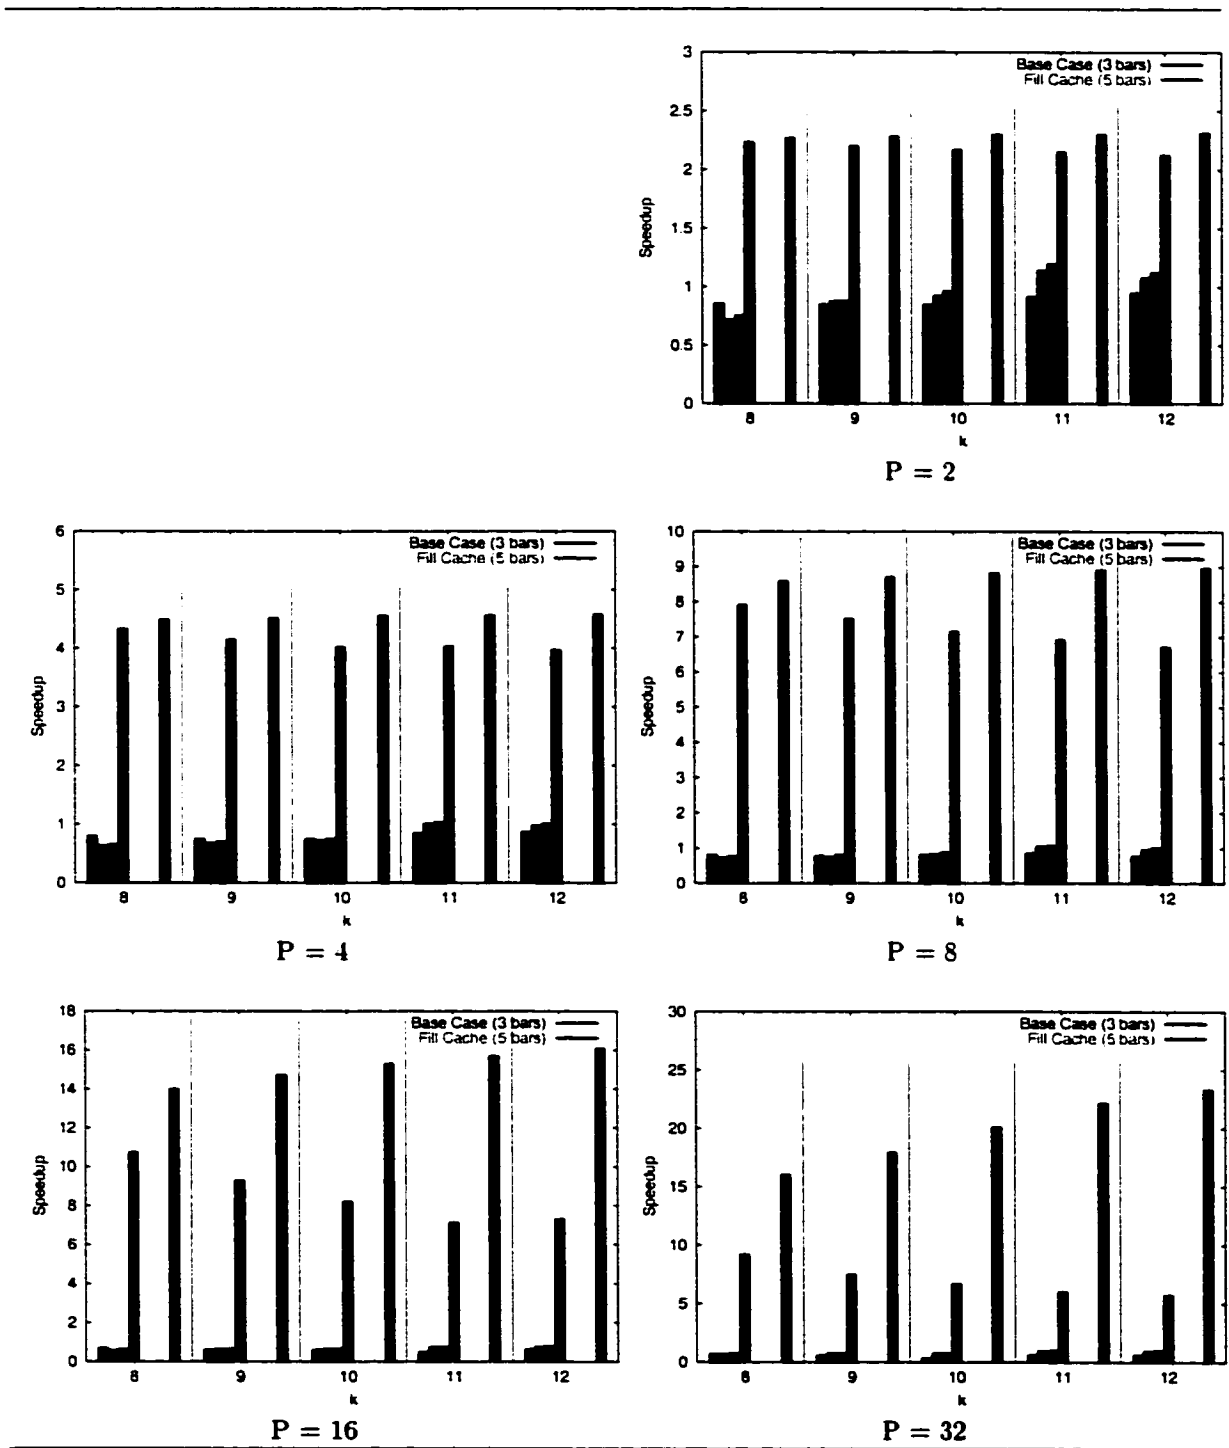 3
Base Case (3 bars)
Fill Cache (5 bars)
2.5
2
1.5
1
0.5
0
Speedup
8 9 10 11 12
k
P = 2
6
Base Case (3 bars)
Fill Cache (5 bars)
5
4
3
2
1
0
Speedup
8 9 10 11 12
k
P = 4
10
Base Case (3 bars)
Fill Cache (5 bars)
9
8
7
6
5
4
3
2
1
0
Speedup
8 9 10 11 12
k
P = 8
18
Base Case (3 bars)
Fill Cache (5 bars)
16
14
12
10
8
6
4
2
0
Speedup
8 9 10 11 12
k
P = 16
30
Base Case (3 bars)
Fill Cache (5 bars)
25
20
15
10
5
0
Speedup
8 9 10 11 12
k
P = 32